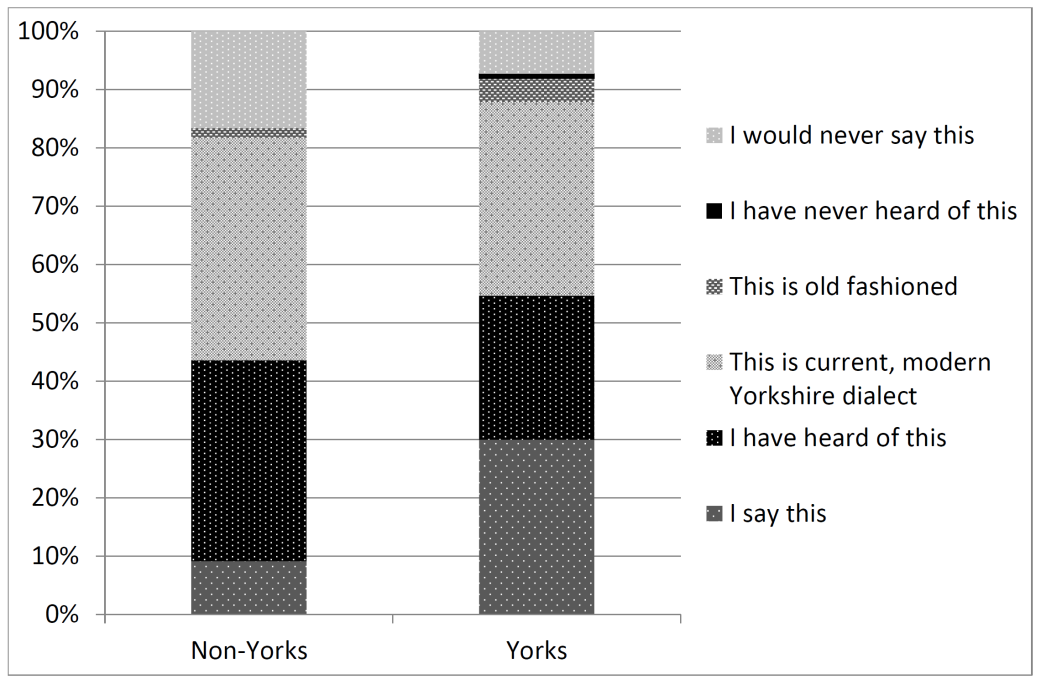 100%
90%
80%
70%
60%
50%
40%
30%
20%
10%
0%
Non-Yorks
Yorks
I would never say this
I have never heard of this
This is old fashioned
This is current, modern
Yorkshire dialect
I have heard of this
I say this